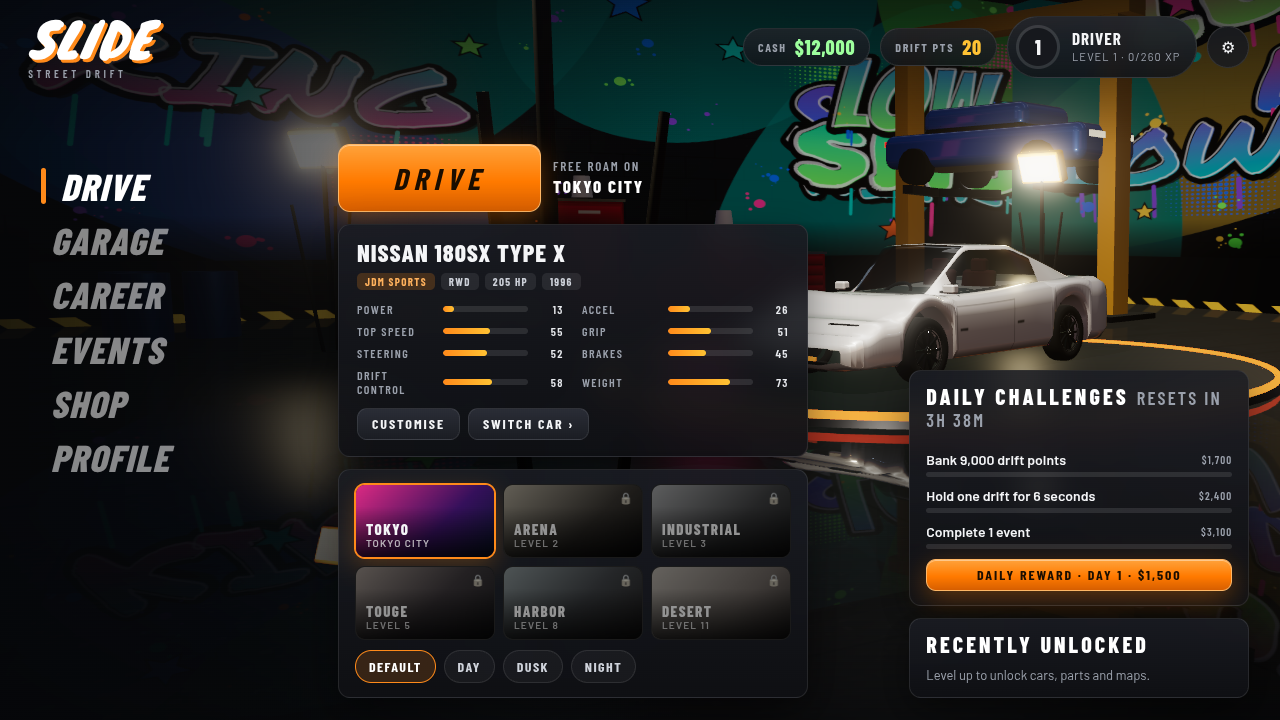 SLIDE
STREET DRIFT
CASH $12,000
DRIFT PTS 20
1
DRIVER
LEVEL 1 · 0/260 XP
DRIVE
GARAGE
CAREER
EVENTS
SHOP
PROFILE
DRIVE
FREE ROAM ON
TOKYO CITY
NISSAN 180SX TYPE X
JDM SPORTS RWD 205 HP 1996
POWER 13 ACCEL 26
TOP SPEED 55 GRIP 51
STEERING 52 BRAKES 45
DRIFT
CONTROL 58 WEIGHT 73
CUSTOMISE SWITCH CAR ›
TOKYO
TOKYO CITY
ARENA
LEVEL 2
INDUSTRIAL
LEVEL 3
TOUGE
LEVEL 5
HARBOR
LEVEL 8
DESERT
LEVEL 11
DEFAULT DAY DUSK NIGHT
LOW
DAILY CHALLENGES RESETS IN
3H 38M
Bank 9,000 drift points $1,700
Hold one drift for 6 seconds $2,400
Complete 1 event $3,100
DAILY REWARD · DAY 1 · $1,500
RECENTLY UNLOCKED
Level up to unlock cars, parts and maps.